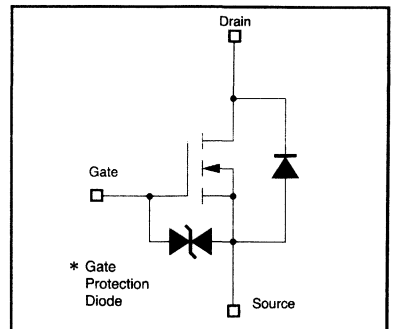 Drain
Gate
* Gate
Protection
Diode
Source